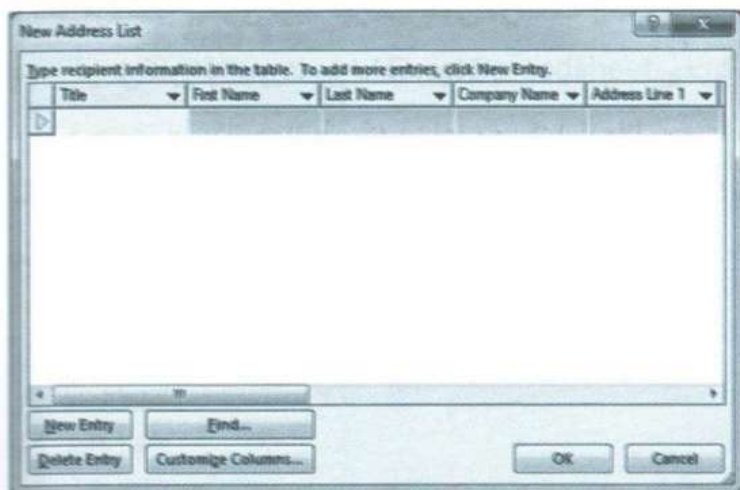 New Address List
Type recipient information in the table. To add more entries, click New Entry.
Title First Name Last Name Company Name Address Line 1
New Entry Find...
Delete Entry Customize Columns... OK Cancel